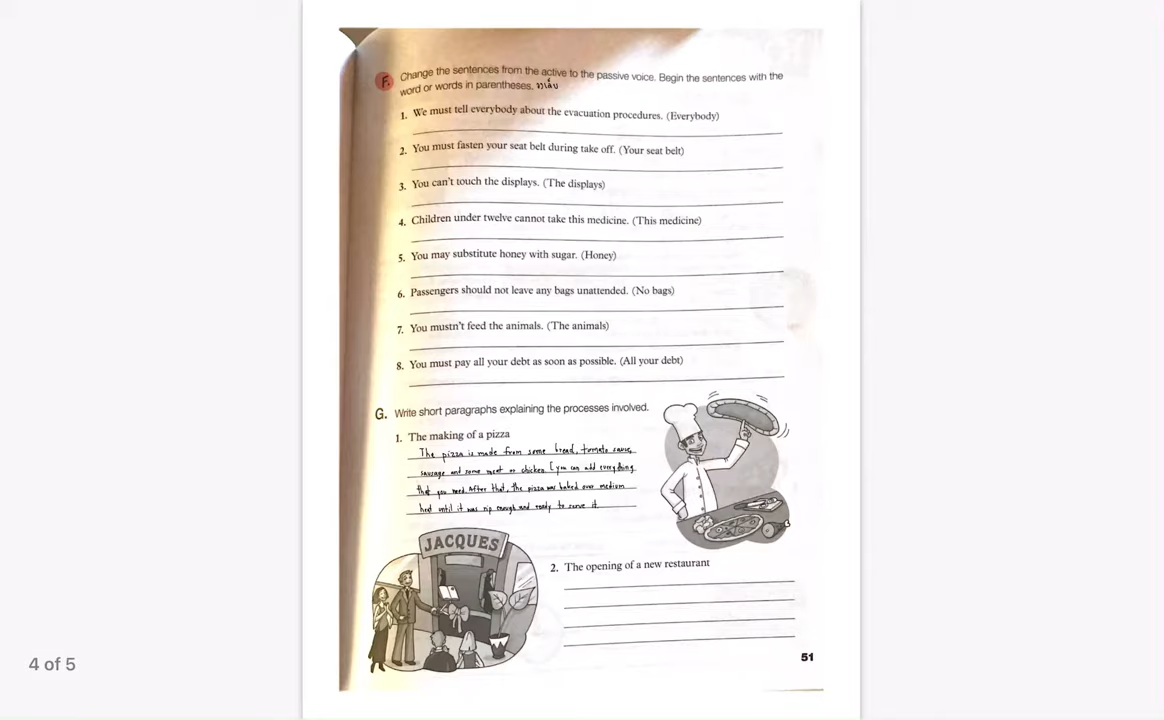 F. Change the sentences from the active to the passive voice. Begin the sentences with the
word or words in parentheses.
1. We must tell everybody about the evacuation procedures. (Everybody)
2. You must fasten your seat belt during take off. (Your seat belt)
3. You can't touch the displays. (The displays)
4. Children under twelve cannot take this medicine. (This medicine)
5. You may substitute honey with sugar. (Honey)
6. Passengers should not leave any bags unattended. (No bags)
7. You mustn't feed the animals. (The animals)
8. You must pay all your debt as soon as possible. (All your debt)
G. Write short paragraphs explaining the processes involved.
1. The making of a pizza
The pizza is made from some bread, tomato sauce,
sausage and some meat or chicken [you can add everything
that you need. After that, the pizza was baked over medium
heat until it was rip enough and ready to serve it.
JACQUES
2. The opening of a new restaurant
51
4 of 5